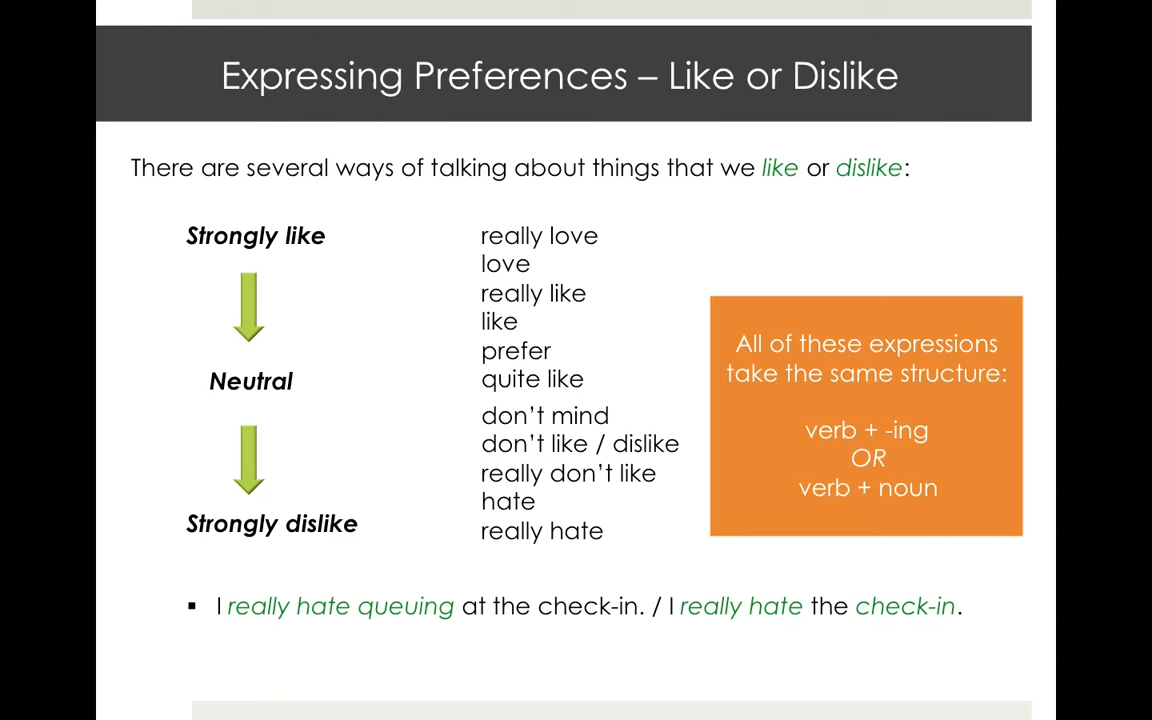 Expressing Preferences – Like or Dislike
There are several ways of talking about things that we like or dislike:
Strongly like
Neutral
Strongly dislike
really love
love
really like
like
prefer
quite like
don't mind
don't like / dislike
really don't like
hate
really hate
All of these expressions
take the same structure:
verb + -ing
OR
verb + noun
▪ I really hate queuing at the check-in. / I really hate the check-in.